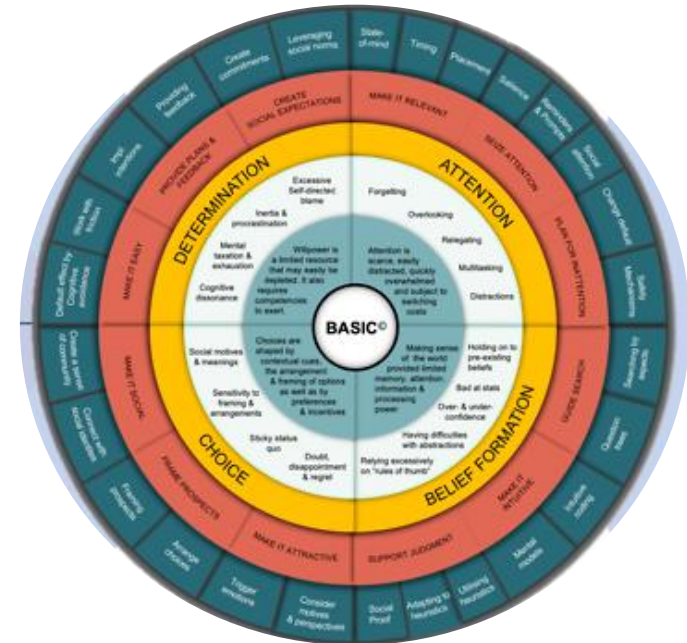 BASIC©
Attention is
scarce, easily
distracted, quickly
overwhelmed
and subject to
switching
costs
Making sense
of the world
provided limited
memory, attention,
information &
processing
power
Choices are
shaped by
contextual cues,
the arrangement
& framing of options
as well as by
preferences
& incentives
Willpower is
a limited resource
that may easily be
depleted. It also
requires
competencies
to exert.
Forgetting
Overlooking
Relegating
Multitasking
Distractions
Holding on to
pre-existing
beliefs
Bad at stats
Over- & under-
confidence
Having difficulties
with abstractions
Relying excessively
on "rules of thumb"
Doubt,
disappointment
& regret
Sticky status
quo
Sensitivity to
framing &
arrangements
Social motives
& meanings
Cognitive
dissonance
Mental
taxation &
exhaustion
Inertia &
procrastination
Excessive
Self-directed
blame
ATTENTION
BELIEF FORMATION
CHOICE
DETERMINATION
MAKE IT RELEVANT
SEIZE ATTENTION
PLAN FOR INATTENTION
GUIDE SEARCH
MAKE IT
INTUITIVE
SUPPORT JUDGMENT
MAKE IT ATTRACTIVE
FRAME PROSPECTS
MAKE IT SOCIAL
MAKE IT EASY
PROVIDE PLANS &
FEEDBACK
CREATE
SOCIAL EXPECTATIONS
State-
of-mind
Timing
Placement
Salience
Reminders
& Prompts
Social
attention
Change default
Safety
Mechanisms
Searching by
aspects
Question
trees
Intuitive
coding
Mental
models
Utilising
heuristics
Adapting to
heuristics
Social
Proof
Consider
motives
& perspectives
Trigger
emotions
Arrange
choices
Framing
prospects
Connect with
social identities
Create a sense
of community
Default effect by
Cognitive
avoidance
Work with
friction
Impl.
intentions
Providing
feedback
Create
commitments
Leveraging
social norms